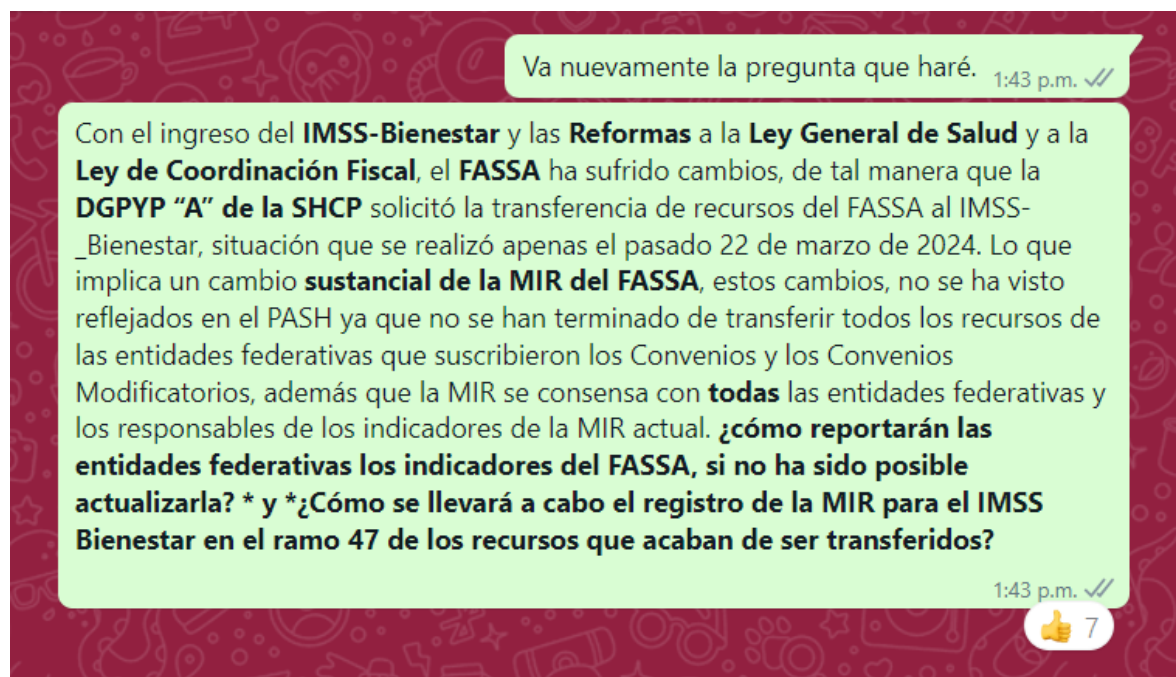 Va nuevamente la pregunta que haré.
1:43 p.m.
Con el ingreso del IMSS-Bienestar y las Reformas a la Ley General de Salud y a la
Ley de Coordinación Fiscal, el FASSA ha sufrido cambios, de tal manera que la
DGPYP “A” de la SHCP solicitó la transferencia de recursos del FASSA al IMSS-
_Bienestar, situación que se realizó apenas el pasado 22 de marzo de 2024. Lo que
implica un cambio sustancial de la MIR del FASSA, estos cambios, no se ha visto
reflejados en el PASH ya que no se han terminado de transferir todos los recursos de
las entidades federativas que suscribieron los Convenios y los Convenios
Modificatorios, además que la MIR se consensa con todas las entidades federativas y
los responsables de los indicadores de la MIR actual. ¿cómo reportarán las
entidades federativas los indicadores del FASSA, si no ha sido posible
actualizarla? * y *¿Cómo se llevará a cabo el registro de la MIR para el IMSS
Bienestar en el ramo 47 de los recursos que acaban de ser transferidos?
1:43 p.m.
7